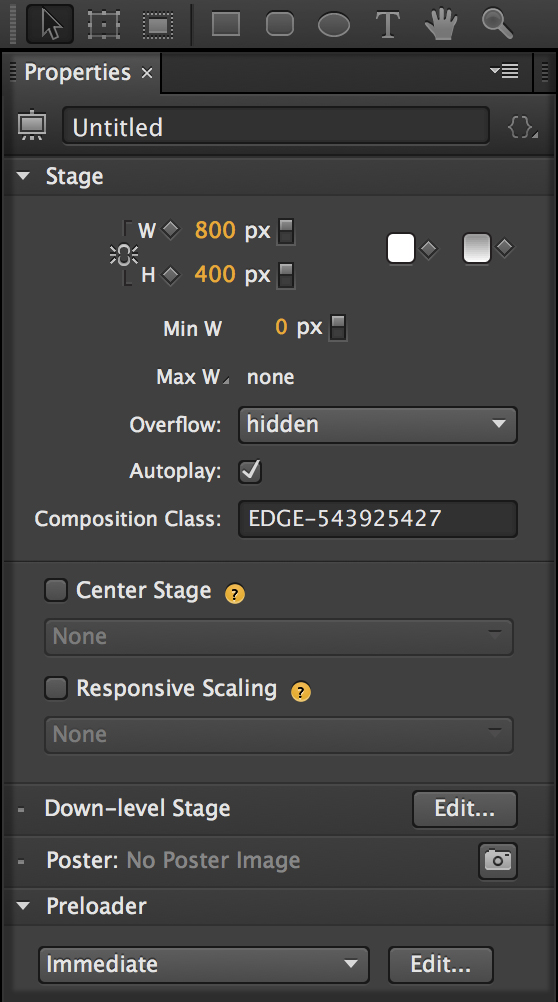 T
Properties ×
Untitled
{}
Stage
W 800 px
H 400 px
Min W 0 px
Max W none
Overflow: hidden
Autoplay:
Composition Class: EDGE-543925427
Center Stage ?
None
Responsive Scaling ?
None
Down-level Stage Edit...
Poster: No Poster Image
Preloader
Immediate Edit...